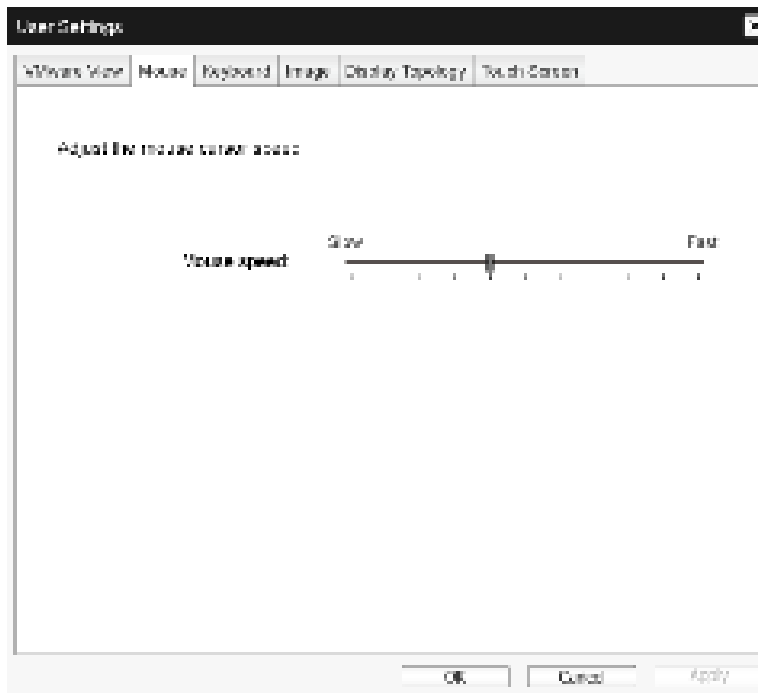 User Settings
VMware View Mouse Keyboard Image Display Topology Touch Screen
Adjust the mouse cursor speed
Slow Fast
Mouse speed:
OK Cancel Apply